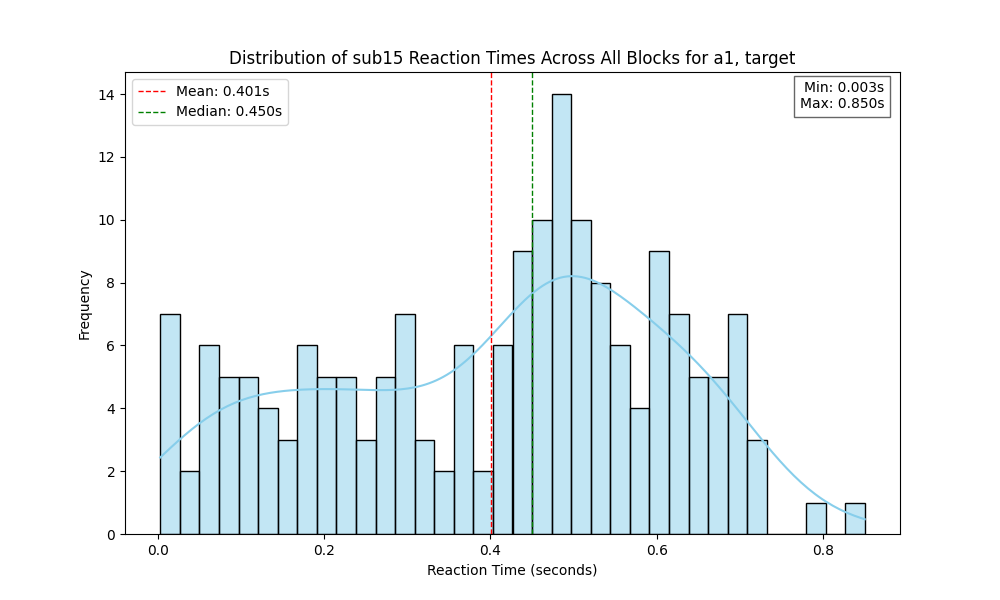 Distribution of sub15 Reaction Times Across All Blocks for a1, target
Mean: 0.401s
Median: 0.450s
Min: 0.003s
Max: 0.850s
14
12
10
8
6
4
2
0
Frequency
0.0 0.2 0.4 0.6 0.8
Reaction Time (seconds)